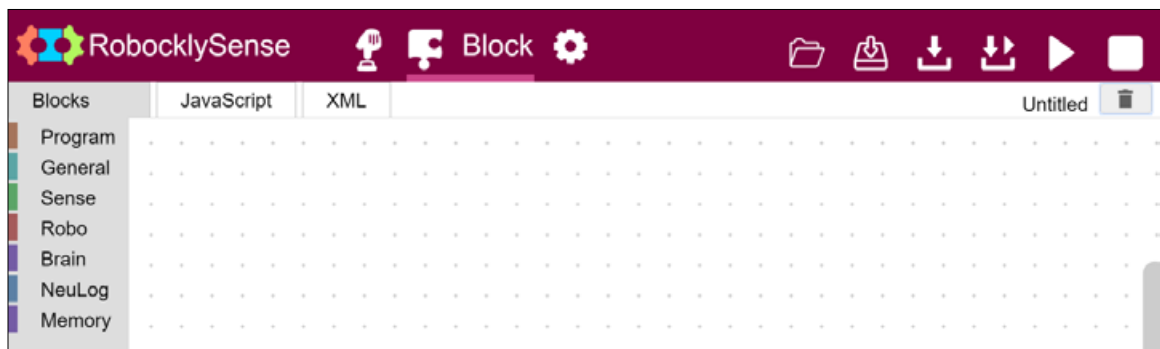 RobocklySense Block
Blocks JavaScript XML Untitled
Program
General
Sense
Robo
Brain
NeuLog
Memory